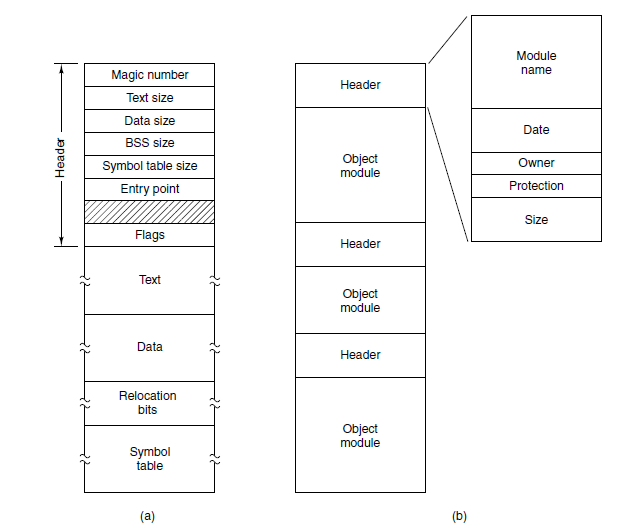 Header
Magic number
Text size
Data size
BSS size
Symbol table size
Entry point
Flags
Text
Data
Relocation
bits
Symbol
table
(a)
Header
Object
module
Header
Object
module
Header
Object
module
Module
name
Date
Owner
Protection
Size
(b)